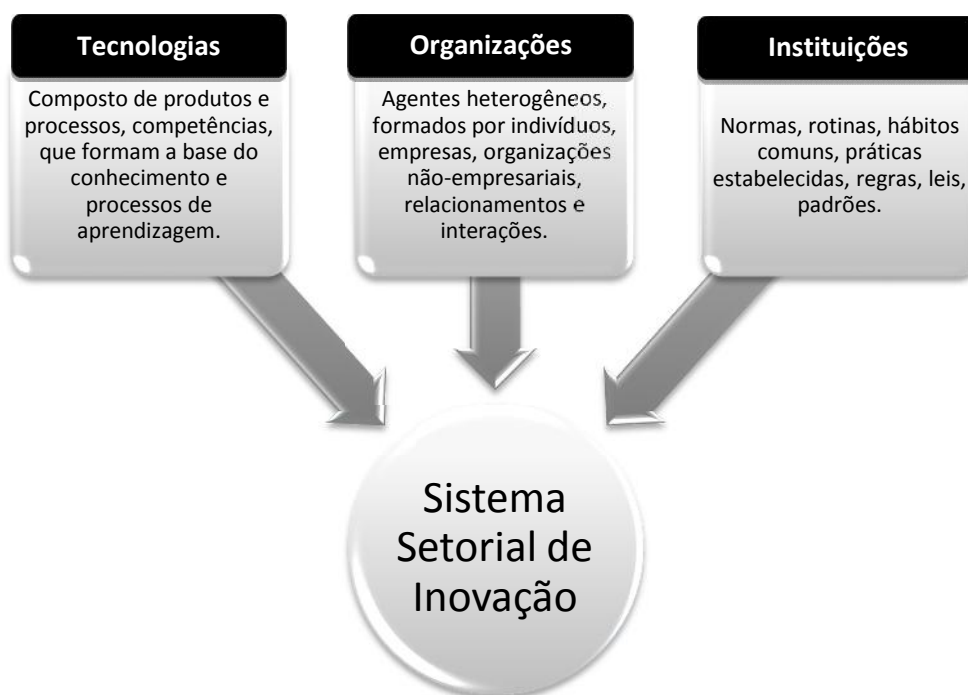 Tecnologias
Composto de produtos e
processos, competências,
que formam a base do
conhecimento e
processos de
aprendizagem.
Organizações
Agentes heterogêneos,
formados por indivíduos,
empresas, organizações
não-empresariais,
relacionamentos e
interações.
Instituições
Normas, rotinas, hábitos
comuns, práticas
estabelecidas, regras, leis,
padrões.
Sistema
Setorial de
Inovação